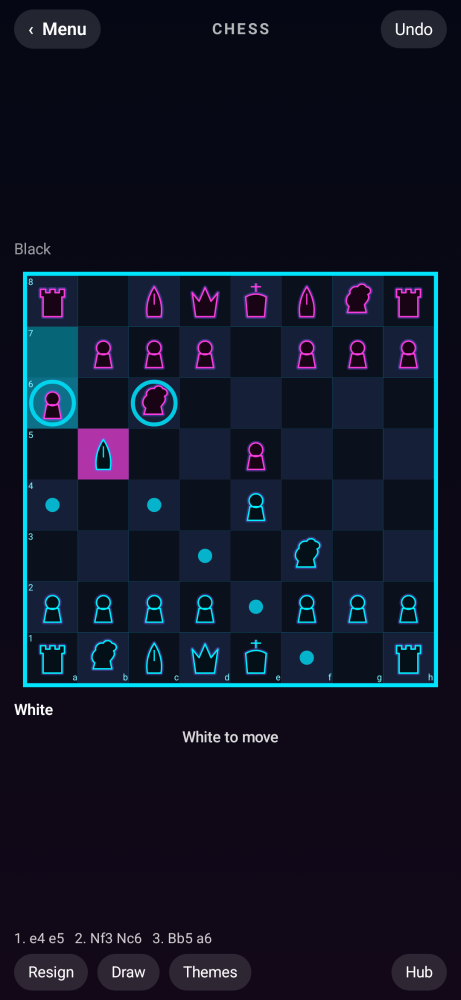 ‹ Menu CHESS Undo
Black
8
7
6
5
4
3
2
1
a b c d e f g h
White
White to move
1. e4 e5 2. Nf3 Nc6 3. Bb5 a6
Resign Draw Themes Hub